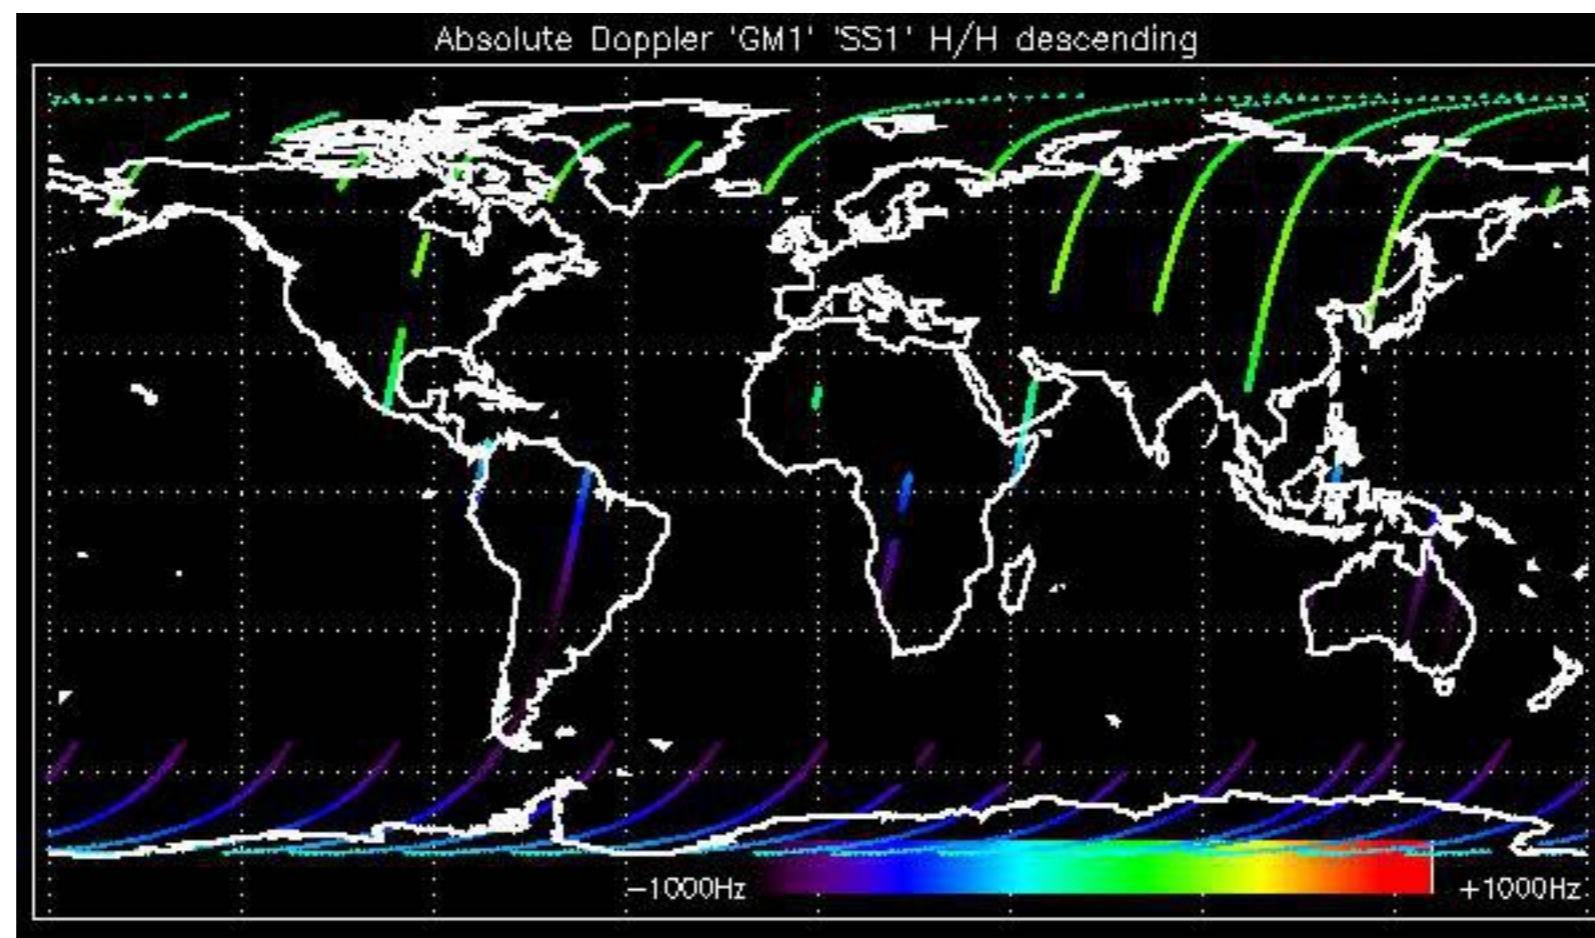 Absolute Doppler 'GM1' 'SS1' H/H descending
−1000Hz
+1000Hz